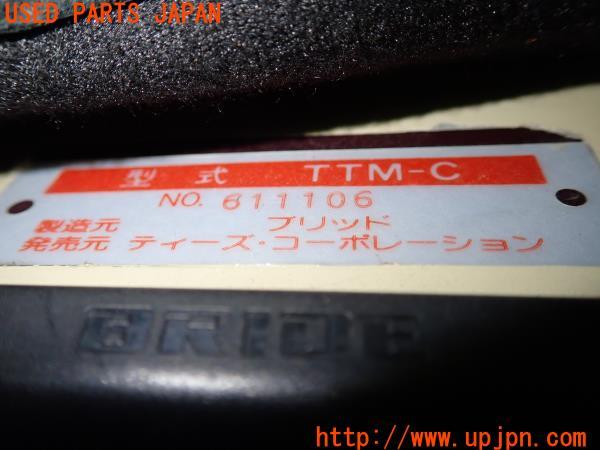 USED PARTS JAPAN
型式 TTM-C
NO. 611106
製造元 ブリッド
発売元 ティーズ・コーポレーション
BRIDE
http://www.upjpn.com/